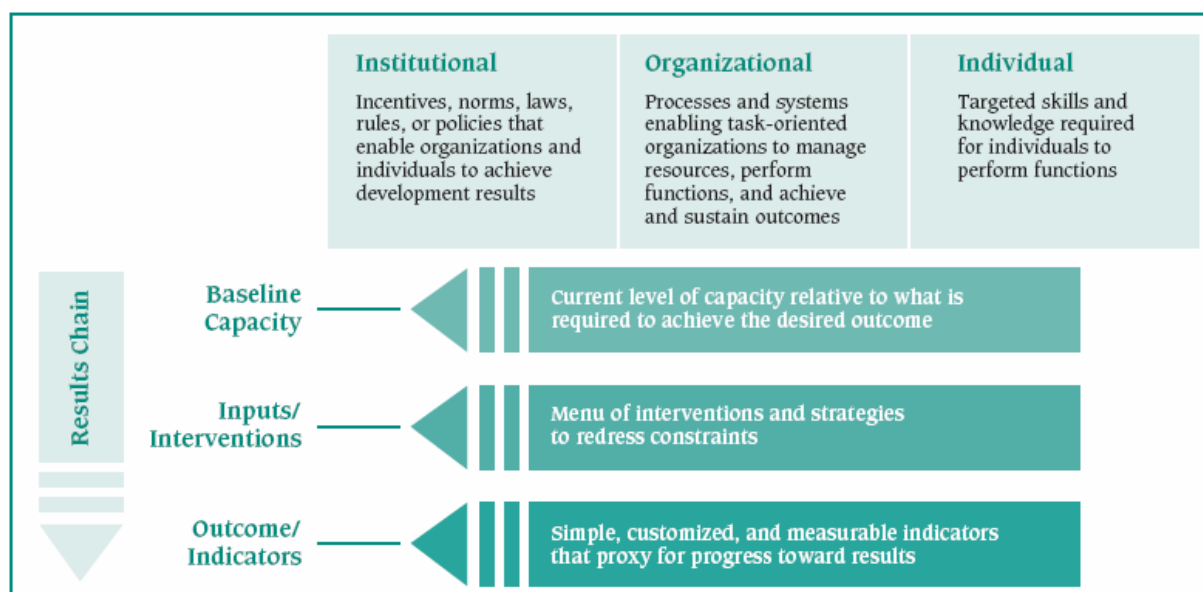 Institutional
Incentives, norms, laws,
rules, or policies that
enable organizations and
individuals to achieve
development results
Organizational
Processes and systems
enabling task-oriented
organizations to manage
resources, perform
functions, and achieve
and sustain outcomes
Individual
Targeted skills and
knowledge required
for individuals to
perform functions
Results Chain
Baseline
Capacity
Current level of capacity relative to what is
required to achieve the desired outcome
Inputs/
Interventions
Menu of interventions and strategies
to redress constraints
Outcome/
Indicators
Simple, customized, and measurable indicators
that proxy for progress toward results